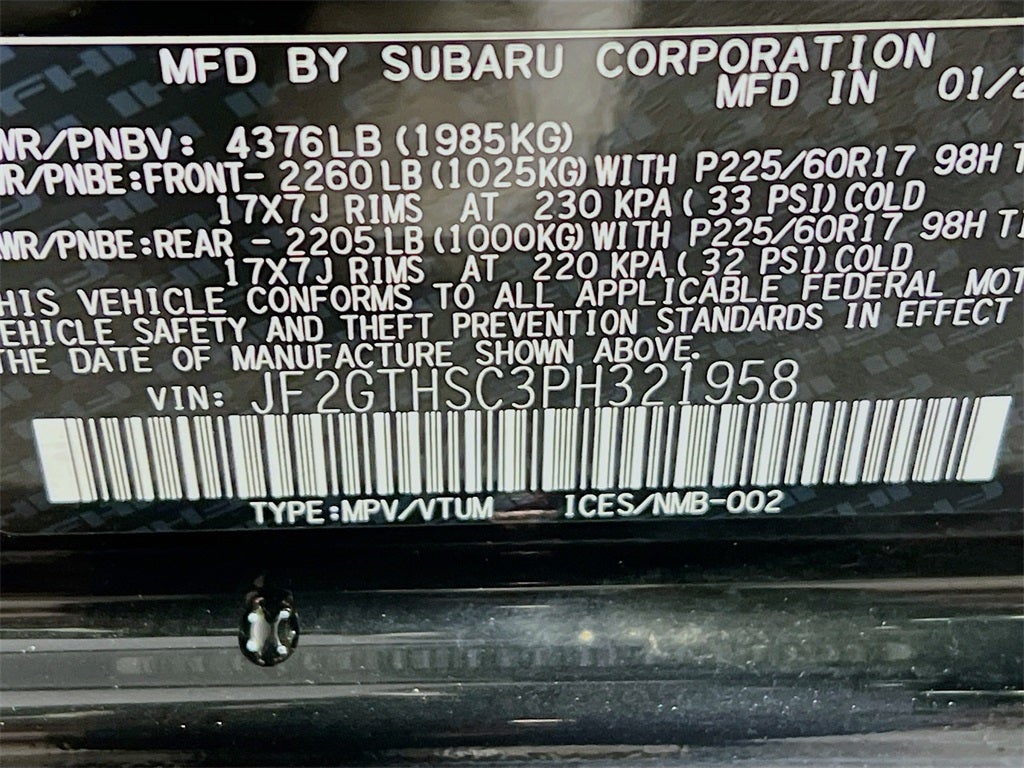 MFD BY SUBARU CORPORATION
MFD IN 01/2
WR/PNBV: 4376LB (1985KG)
WR/PNBE:FRONT- 2260 LB (1025KG) WITH P225/60R17 98H T
17X7J RIMS AT 230 KPA ( 33 PSI) COLD
WR/PNBE:REAR - 2205 LB (1000KG) WITH P225/60R17 98H TI
17X7J RIMS AT 220 KPA ( 32 PSI) COLD
HIS VEHICLE CONFORMS TO ALL APPLICABLE FEDERAL MOT
EHICLE SAFETY AND THEFT PREVENTION STANDARDS IN EFFECT
THE DATE OF MANUFACTURE SHOWN ABOVE.
VIN: JF2GTHSC3PH321958
TYPE:MPV/VTUM ICES/NMB-002